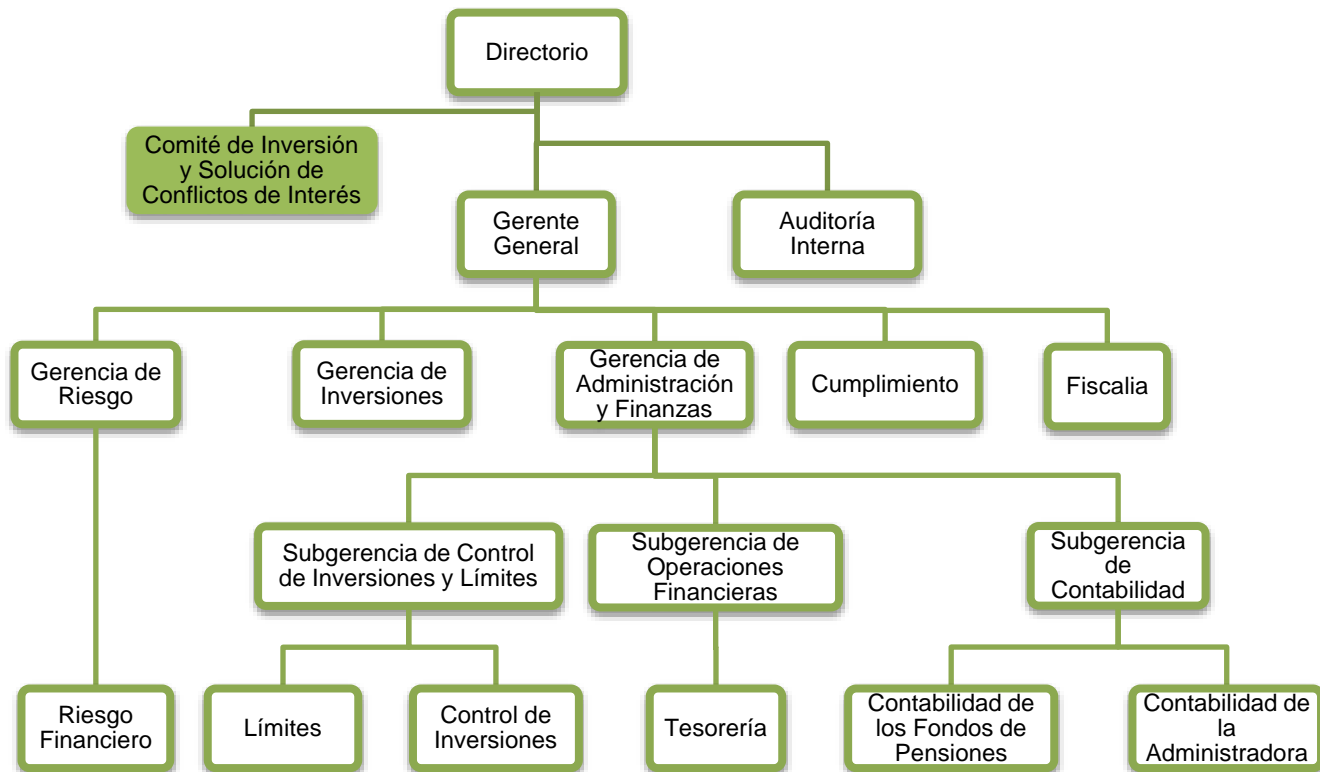 Directorio
Comité de Inversión
y Solución de
Conflictos de Interés
Gerente
General
Auditoría
Interna
Gerencia de
Riesgo
Gerencia de
Inversiones
Gerencia de
Administración
y Finanzas
Cumplimiento
Fiscalia
Subgerencia de Control
de Inversiones y Límites
Subgerencia de
Operaciones
Financieras
Subgerencia
de
Contabilidad
Riesgo
Financiero
Límites
Control de
Inversiones
Tesorería
Contabilidad de
los Fondos de
Pensiones
Contabilidad de
la
Administradora